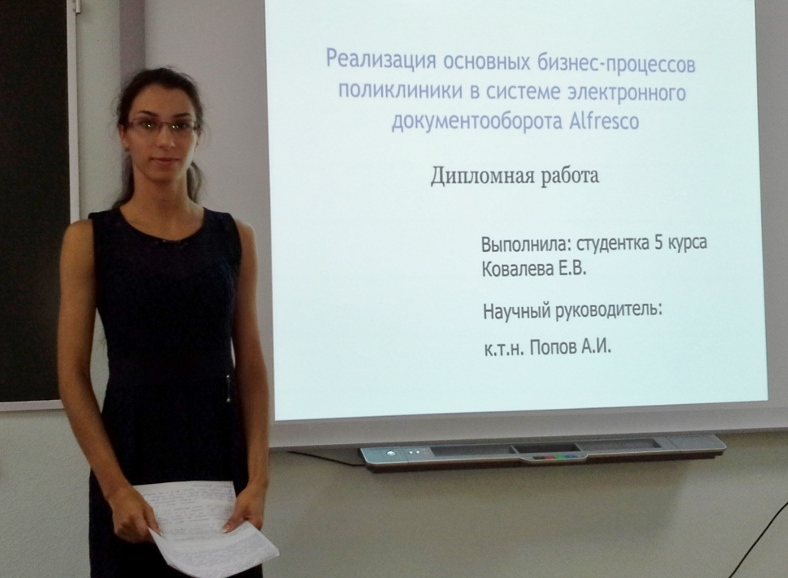 Реализация основных бизнес-процессов
поликлиники в системе электронного
документооборота Alfresco
Дипломная работа
Выполнила: студентка 5 курса
Ковалева Е.В.
Научный руководитель:
к.т.н. Попов А.И.